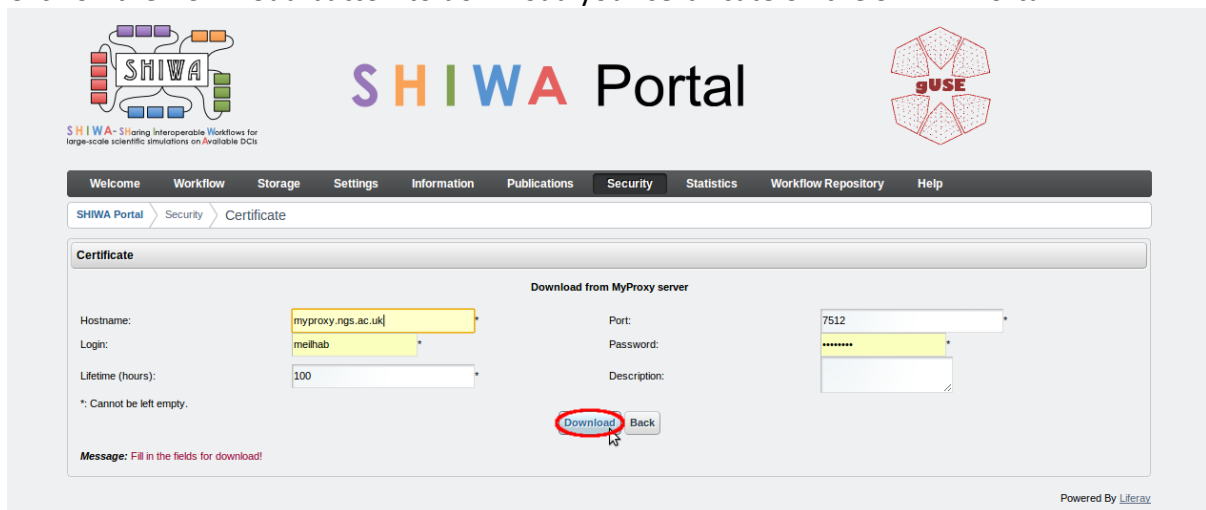 SHIWA
SHIWA - SHaring Interoperable Workflows for
large-scale scientific simulations on Available DCIs
SHIWA Portal
gUSE
Welcome Workflow Storage Settings Information Publications Security Statistics Workflow Repository Help
SHIWA Portal Security Certificate
Certificate
Download from MyProxy server
Hostname: myproxy.ngs.ac.uk * Port: 7512 *
Login: meilhab * Password: •••••••• *
Lifetime (hours): 100 * Description:
*: Cannot be left empty.
Download Back
Message: Fill in the fields for download!
Powered By Liferay